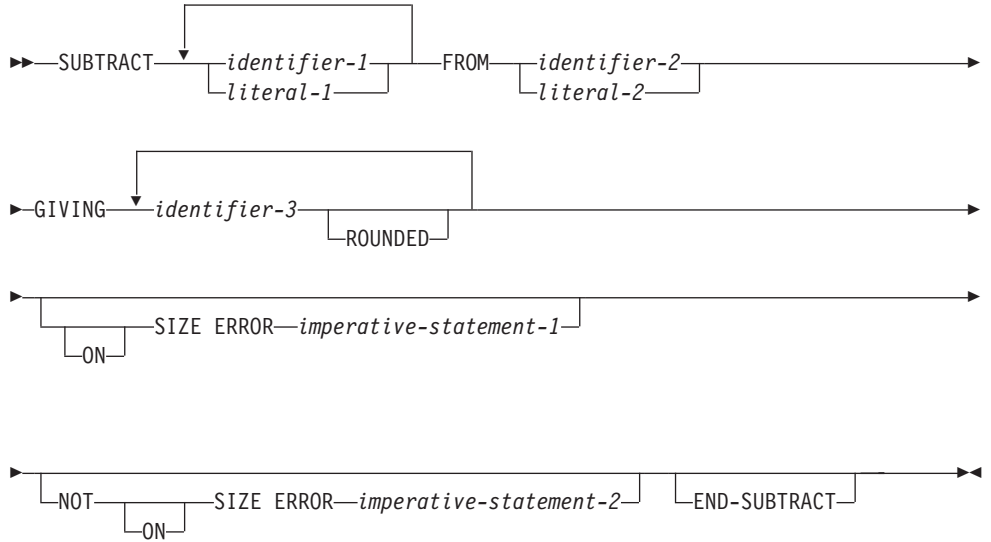 SUBTRACT identifier-1 FROM identifier-2
literal-1 literal-2
GIVING identifier-3
ROUNDED
SIZE ERROR imperative-statement-1
ON
NOT SIZE ERROR imperative-statement-2 END-SUBTRACT
ON